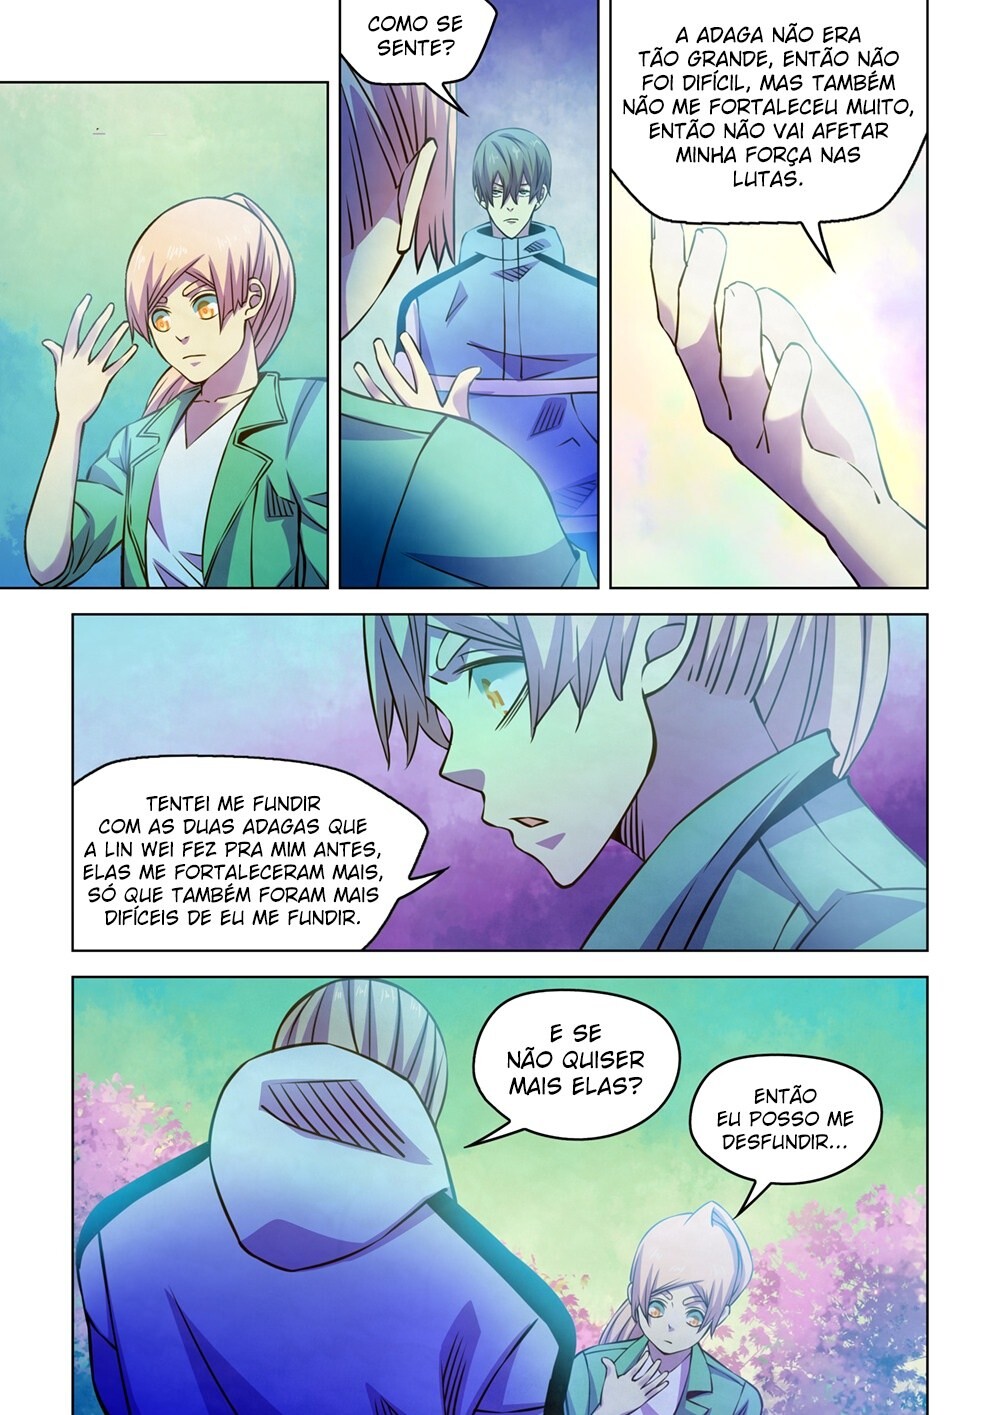 COMO SE
SENTE?
A ADAGA NÃO ERA
TÃO GRANDE, ENTÃO NÃO
FOI DIFÍCIL, MAS TAMBÉM
NÃO ME FORTALECEU MUITO,
ENTÃO NÃO VAI AFETAR
MINHA FORÇA NAS
LUTAS.
TENTEI ME FUNDIR
COM AS DUAS ADAGAS QUE
A LIN WEI FEZ PRA MIM ANTES,
ELAS ME FORTALECERAM MAIS,
SÓ QUE TAMBÉM FORAM MAIS
DIFÍCEIS DE EU ME FUNDIR.
E SE
NÃO QUISER
MAIS ELAS?
ENTÃO
EU POSSO ME
DESFUNDIR...